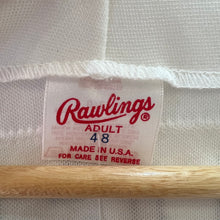 Rawlings®
ADULT
48
MADE IN U.S.A.
FOR CARE SEE REVERSE